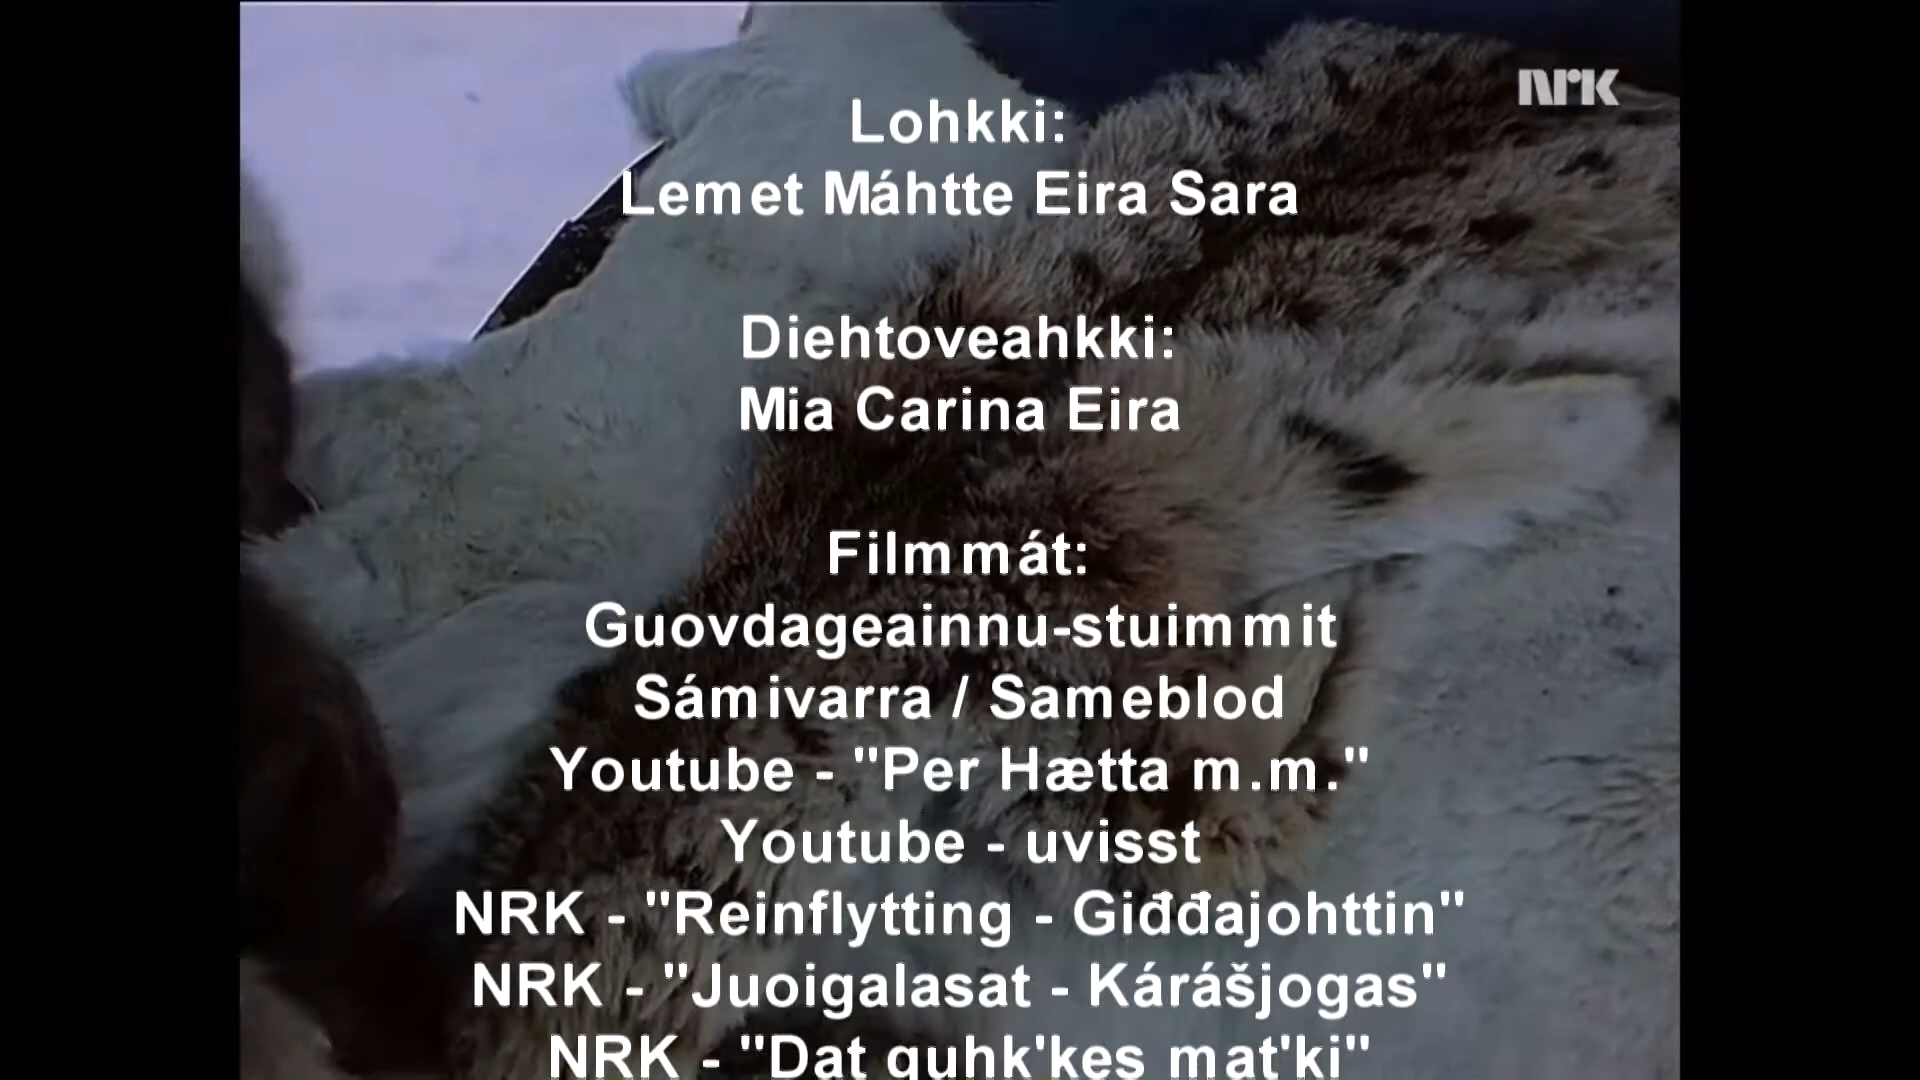 NrK
Lohkki:
Lemet Máhtte Eira Sara
Diehtoveahkki:
Mia Carina Eira
Filmmát:
Guovdageainnu-stuimmit
Sámivarra / Sameblod
Youtube - "Per Hætta m.m."
Youtube - uvisst
NRK - "Reinflytting - Giđđajohttin"
NRK - "Juoigalasat - Kárášjogas"
NRK - "Dat guhk'kes mat'ki"